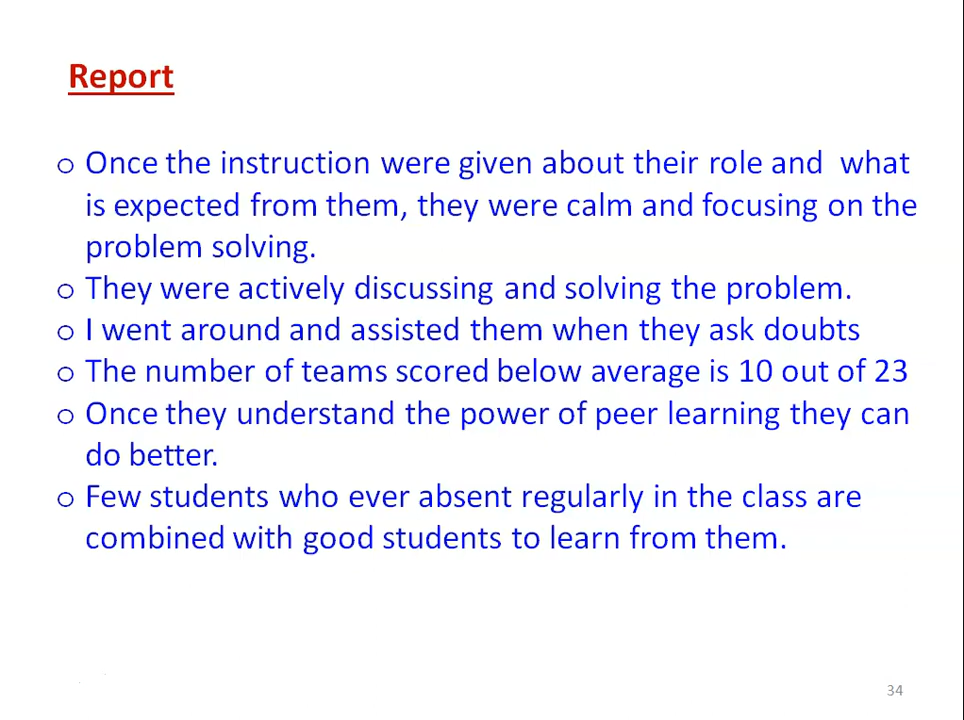 Report
o Once the instruction were given about their role and  what
is expected from them, they were calm and focusing on the
problem solving.
o They were actively discussing and solving the problem.
o I went around and assisted them when they ask doubts
o The number of teams scored below average is 10 out of 23
o Once they understand the power of peer learning they can
do better.
o Few students who ever absent regularly in the class are
combined with good students to learn from them.
34